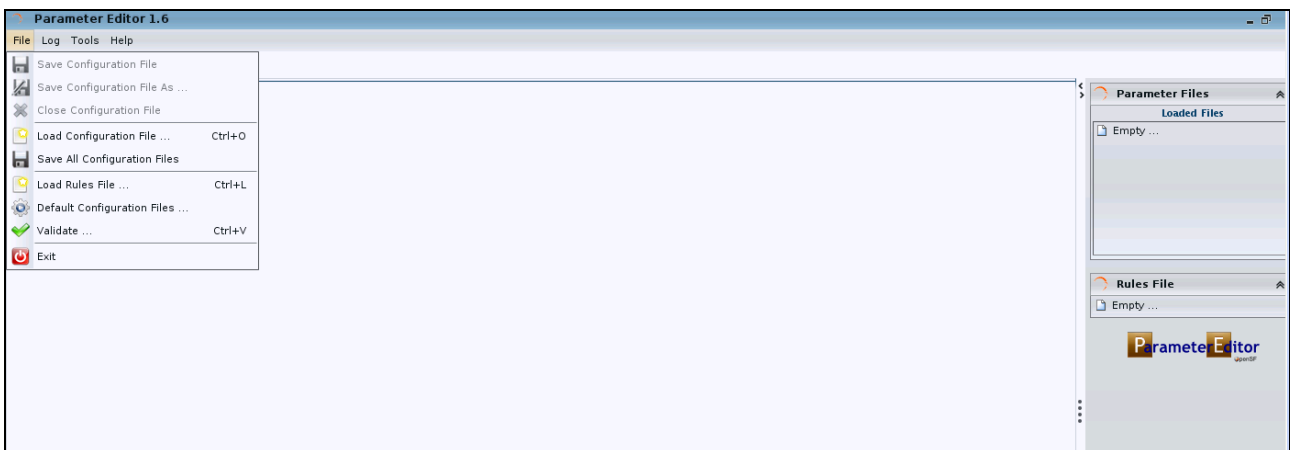 Parameter Editor 1.6
File Log Tools Help
Save Configuration File
Save Configuration File As ...
Close Configuration File
Load Configuration File ... Ctrl+O
Save All Configuration Files
Load Rules File ... Ctrl+L
Default Configuration Files ...
Validate ... Ctrl+V
Exit
Parameter Files
Loaded Files
Empty ...
Rules File
Empty ...
ParameterEditor
OpenSF